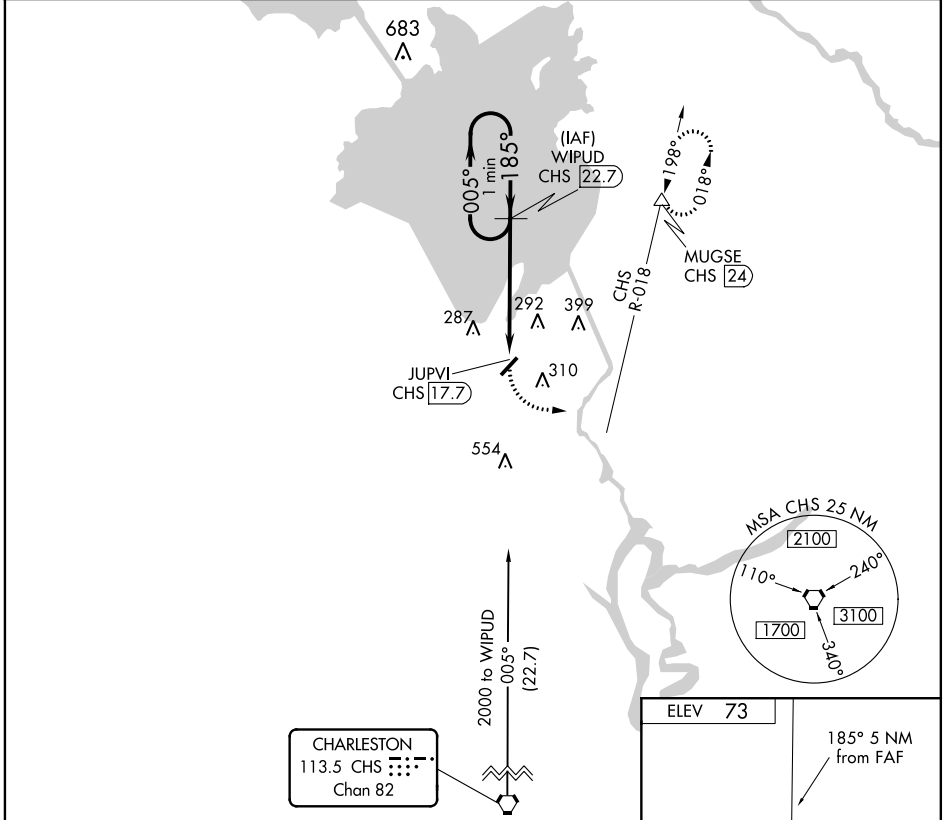 683
(IAF)
WIPUD
CHS 22.7
005°
1 min
185°
198°
018°
MUGSE
CHS 24
CHS
R-018
287
292
399
JUPVI
CHS 17.7
310
554
MSA CHS 25 NM
2100
110°
240°
1700
3100
340°
2000 to WIPUD
005°
(22.7)
ELEV 73
185° 5 NM
from FAF
CHARLESTON
113.5 CHS
Chan 82